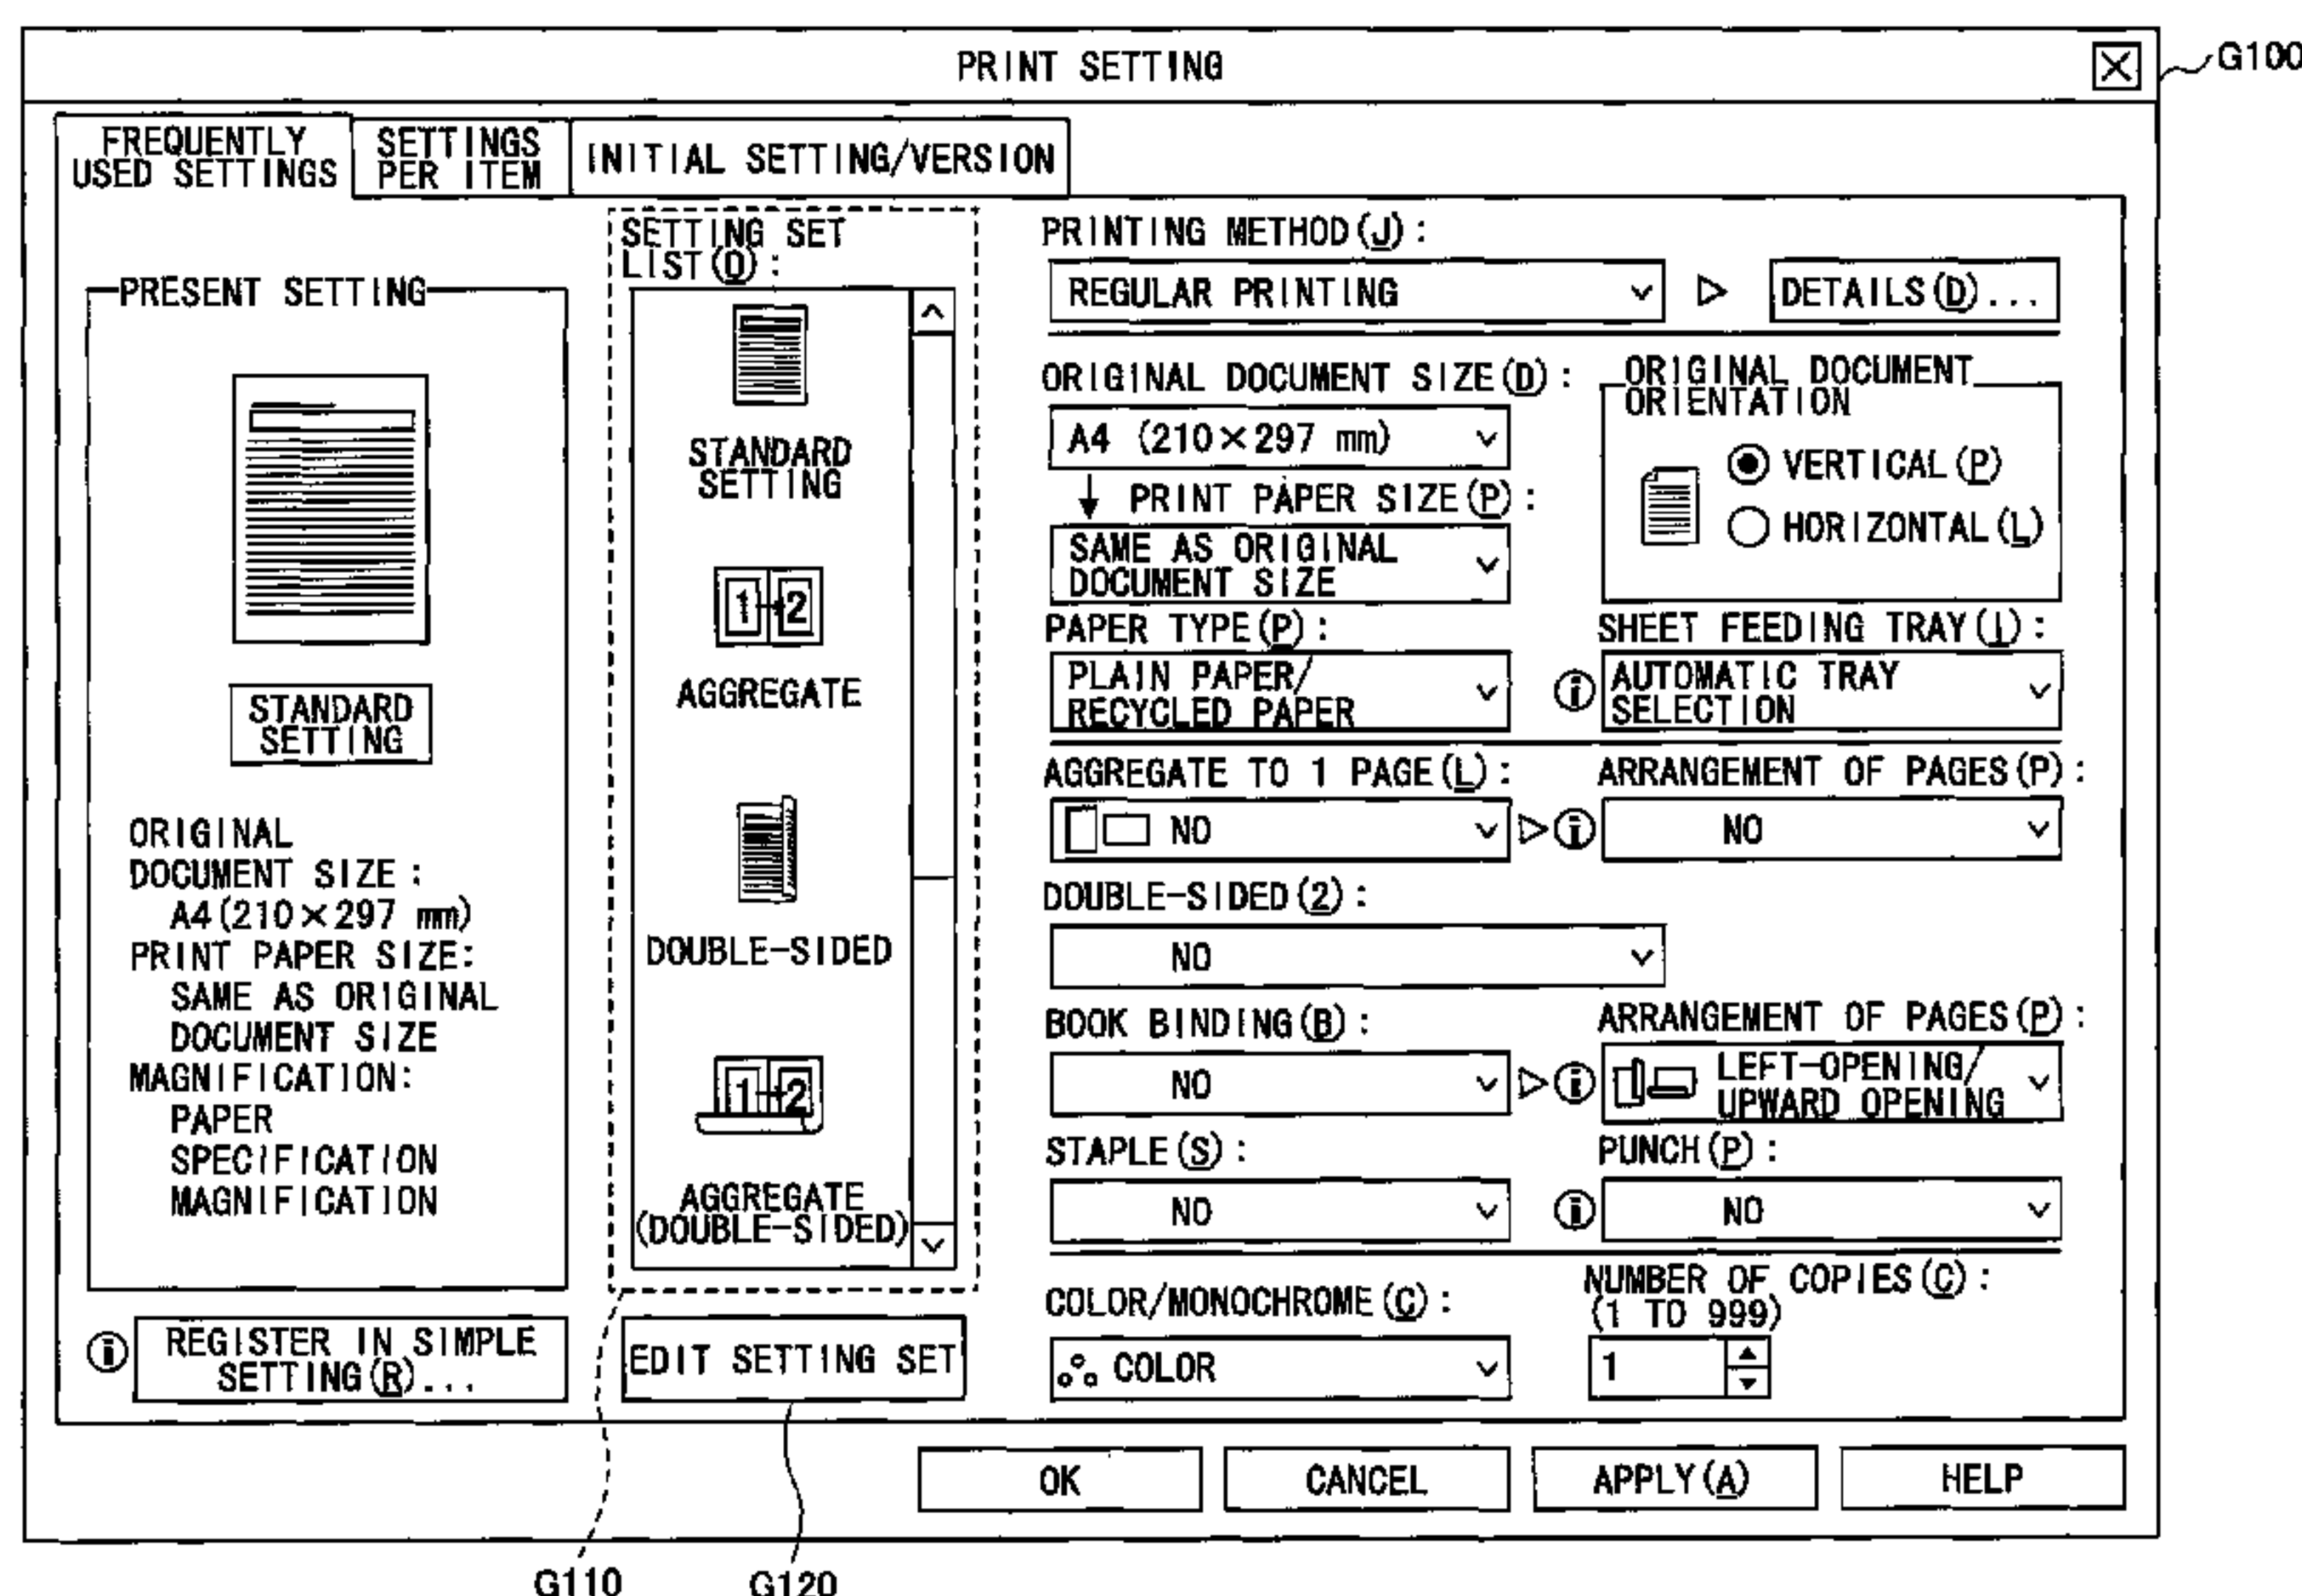 PRINT SETTING
G100
FREQUENTLY
USED SETTINGS
SETTINGS
PER ITEM
INITIAL SETTING/VERSION
PRESENT SETTING
STANDARD
SETTING
ORIGINAL
DOCUMENT SIZE:
A4(210×297 mm)
PRINT PAPER SIZE:
SAME AS ORIGINAL
DOCUMENT SIZE
MAGNIFICATION:
PAPER
SPECIFICATION
MAGNIFICATION
REGISTER IN SIMPLE
SETTING(R)...
SETTING SET
LIST(Q):
STANDARD
SETTING
1→2
AGGREGATE
DOUBLE-SIDED
1→2
AGGREGATE
(DOUBLE-SIDED)
EDIT SETTING SET
PRINTING METHOD(J):
REGULAR PRINTING
DETAILS(D)...
ORIGINAL DOCUMENT SIZE(D):
A4 (210×297 mm)
PRINT PAPER SIZE(P):
SAME AS ORIGINAL
DOCUMENT SIZE
ORIGINAL DOCUMENT
ORIENTATION
VERTICAL(P)
HORIZONTAL(L)
PAPER TYPE(P):
PLAIN PAPER/
RECYCLED PAPER
SHEET FEEDING TRAY(I):
AUTOMATIC TRAY
SELECTION
AGGREGATE TO 1 PAGE(L):
NO
ARRANGEMENT OF PAGES(P):
NO
DOUBLE-SIDED(2):
NO
BOOK BINDING(B):
NO
ARRANGEMENT OF PAGES(P):
LEFT-OPENING/
UPWARD OPENING
STAPLE(S):
NO
PUNCH(P):
NO
COLOR/MONOCHROME(C):
COLOR
NUMBER OF COPIES(C):
(1 TO 999)
1
OK
CANCEL
APPLY(A)
HELP
G110
G120